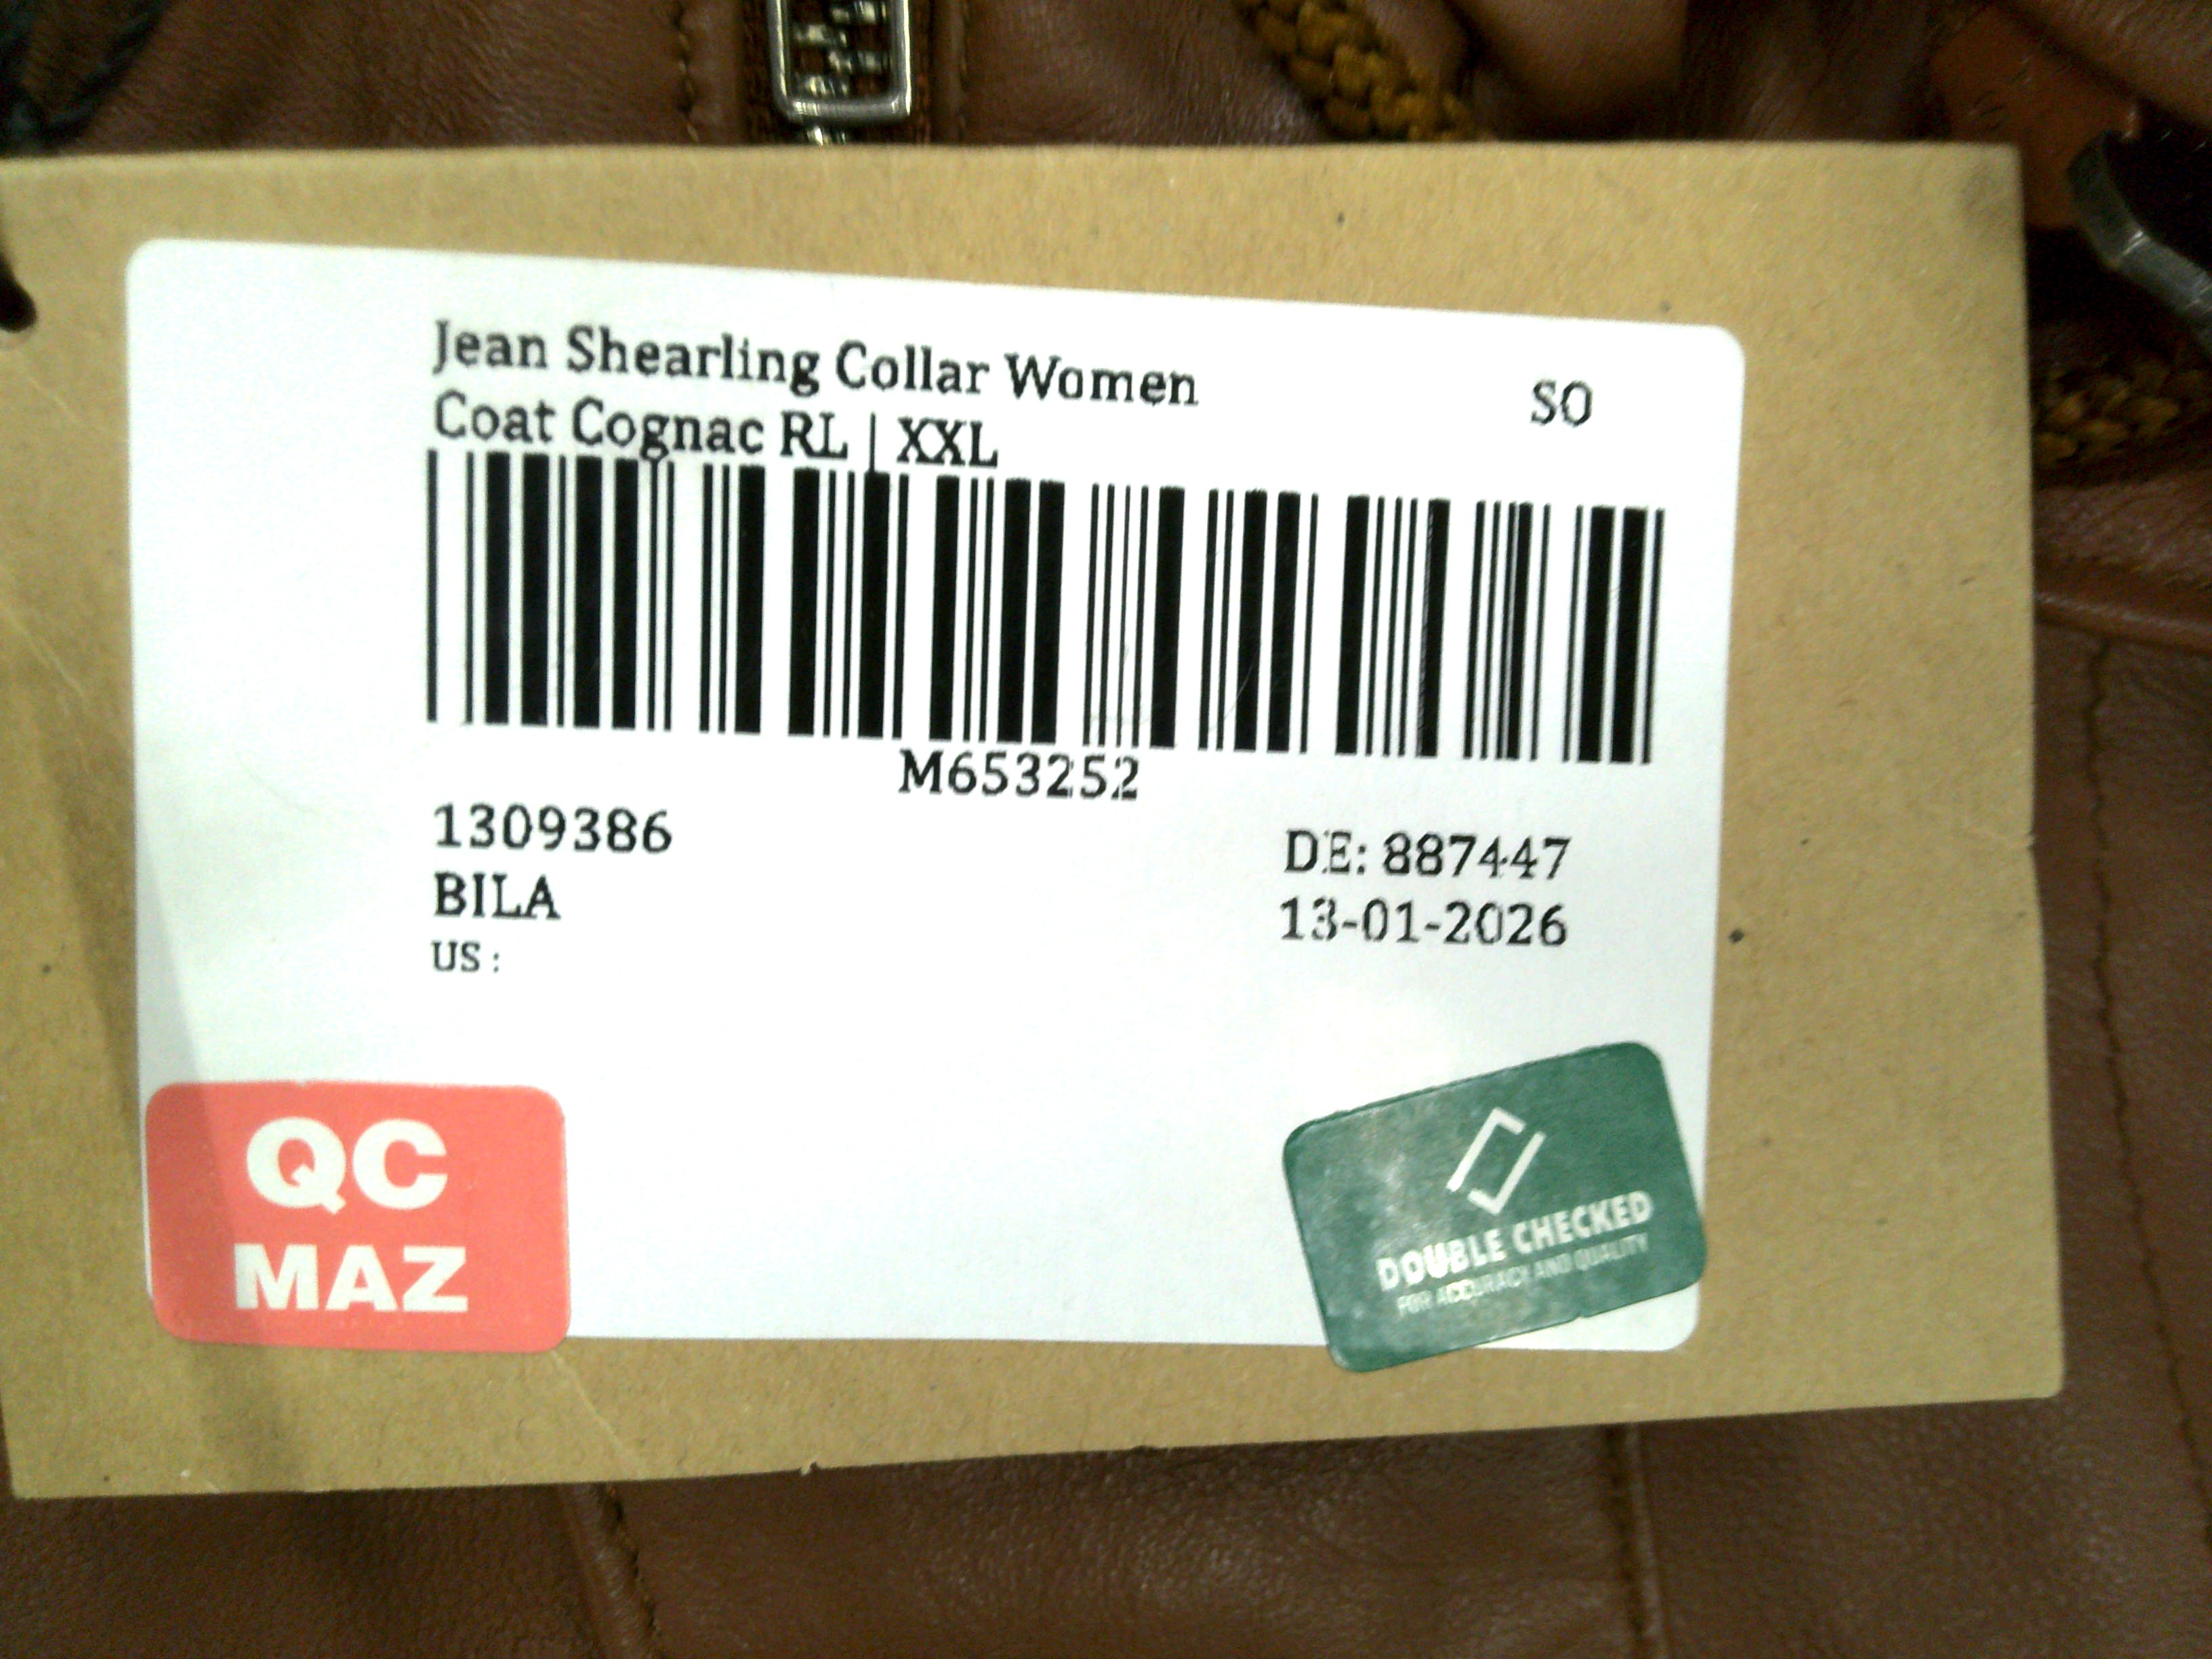 Jean Shearling Collar Women
Coat Cognac RL | XXL
SO
M653252
1309386
BILA
US :
DE: 887447
13-01-2026
QC
MAZ
DOUBLE CHECKED
FOR ACCURACY AND QUALITY